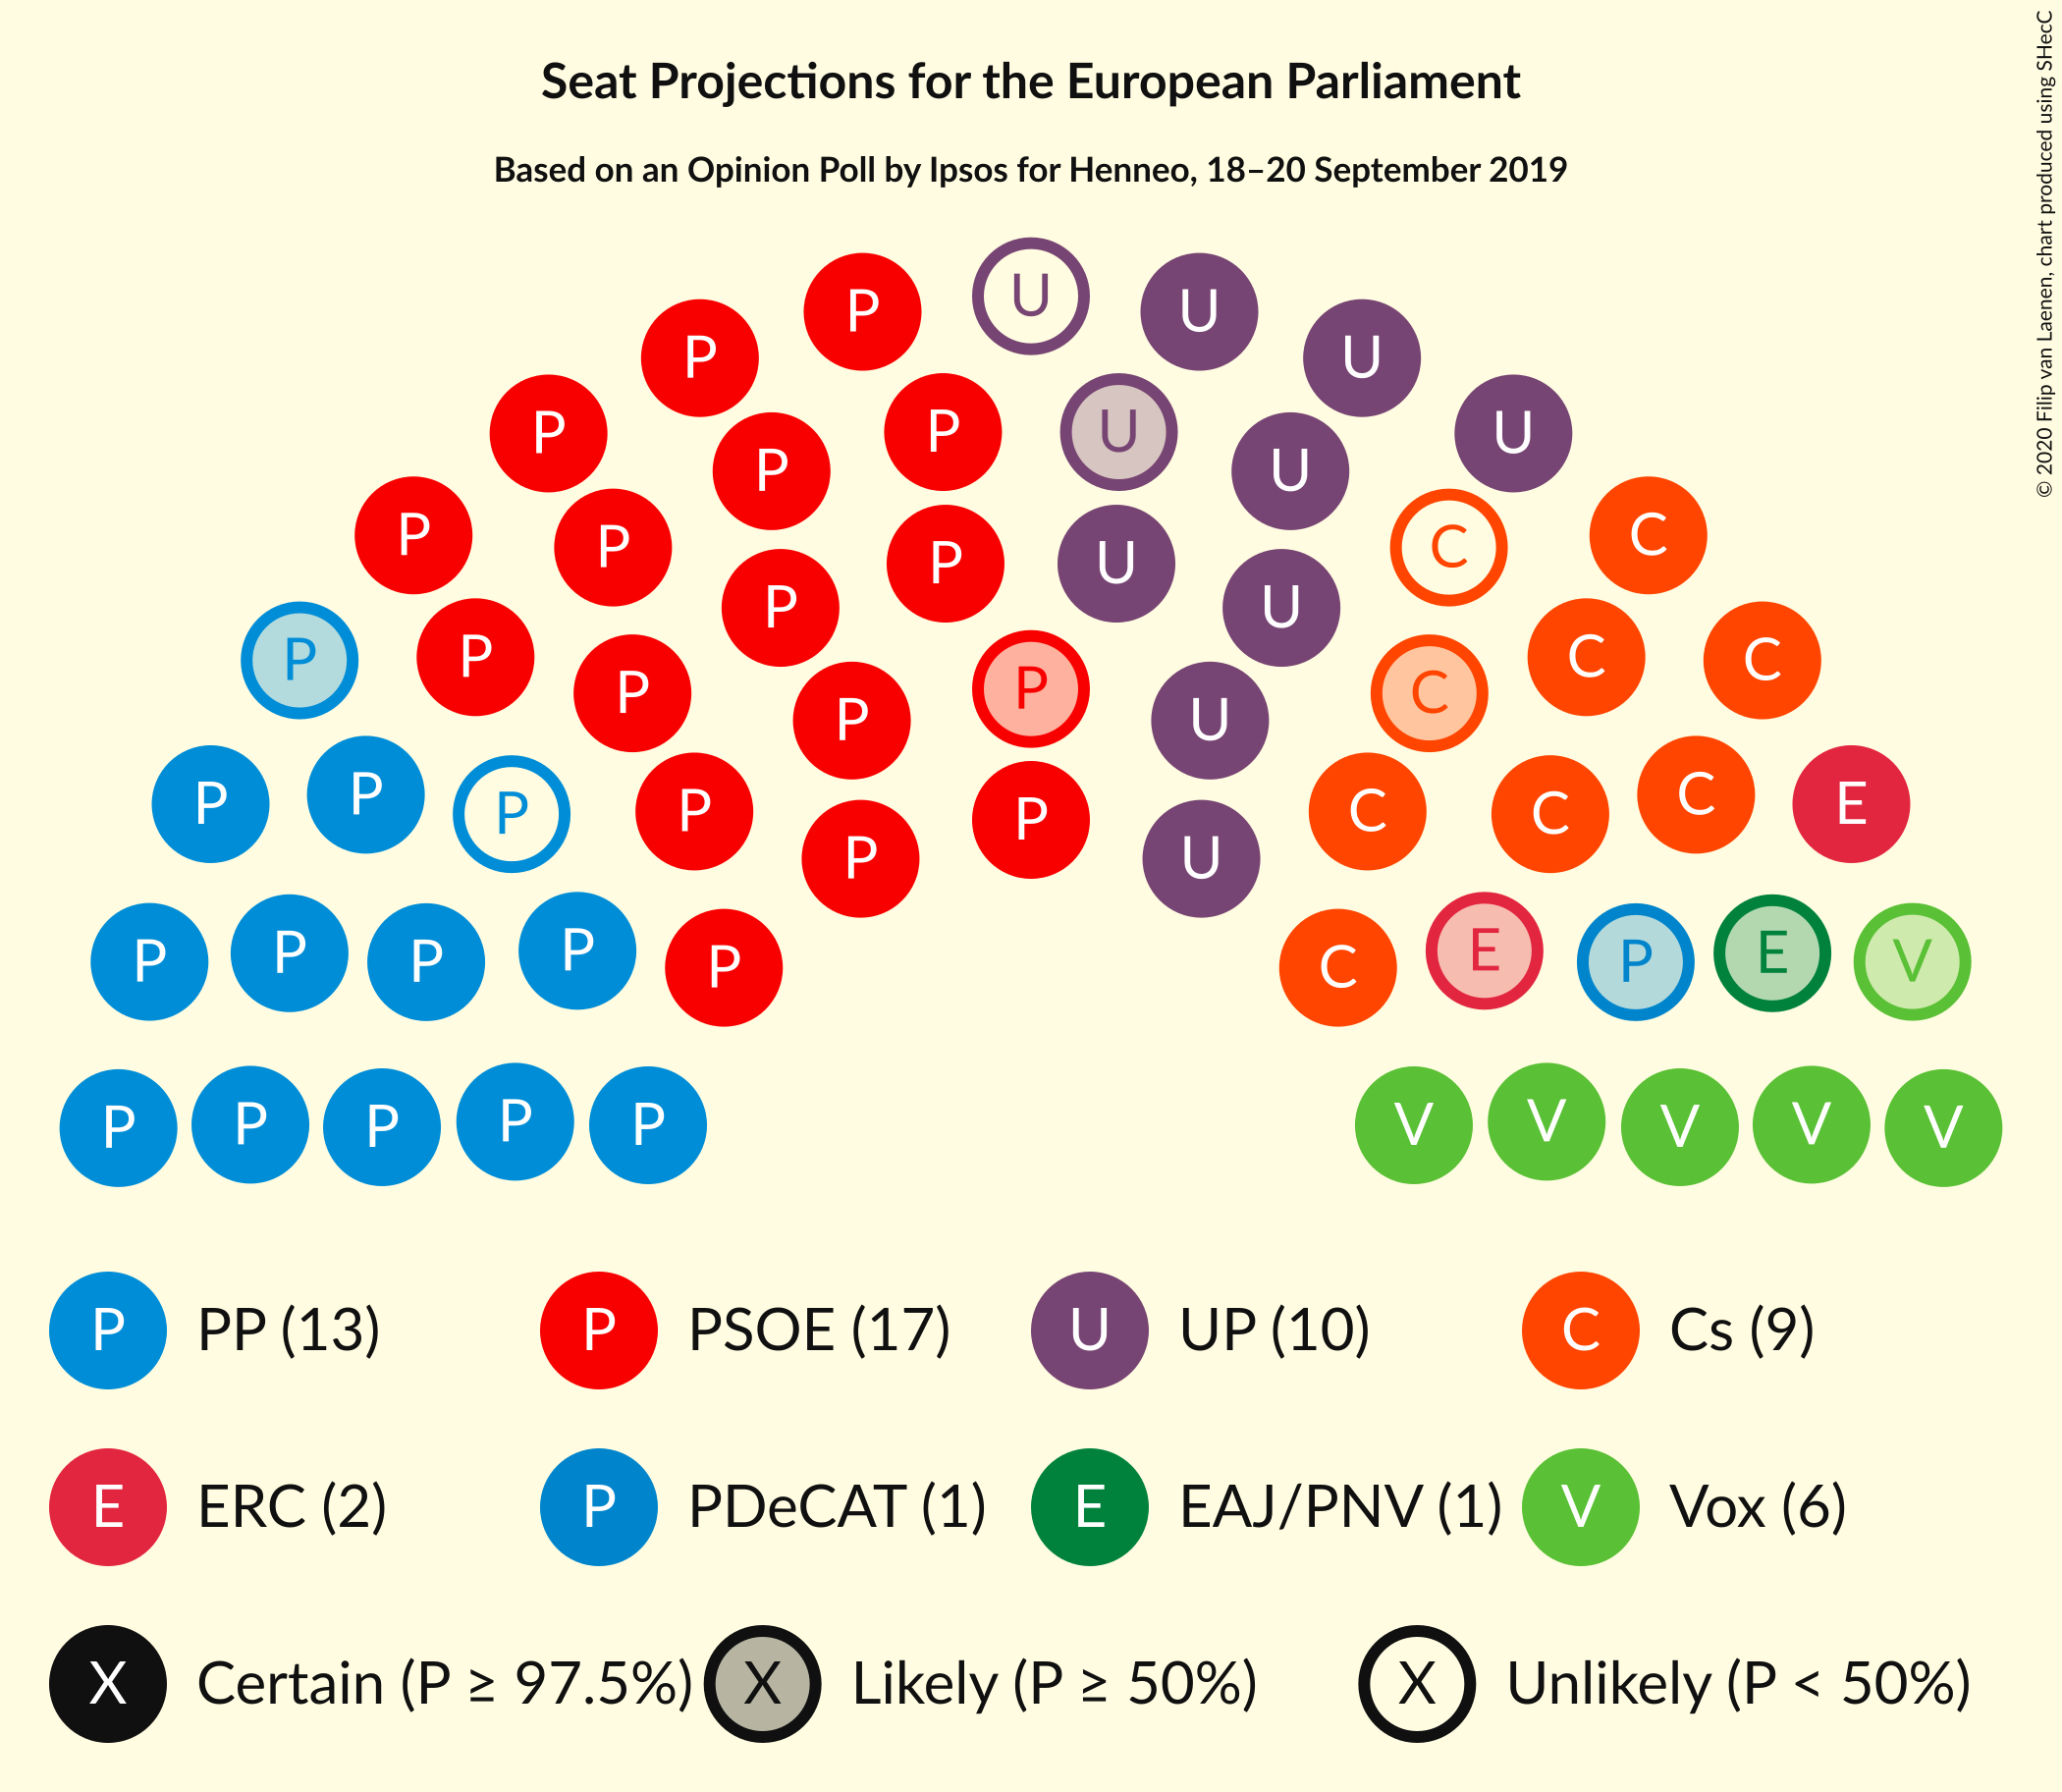 Seat Projections for the European Parliament
Based on an Opinion Poll by Ipsos for Henneo, 18–20 September 2019
© 2020 Filip van Laenen, chart produced using SHecC
U
P U
P U
P P U U
P U
P U
P C
P C
P U
P U
P C
P C
P C
P P U
P C
P E
P C
P P C
P U
P P C E
P E P E V
P P P P P P P P P P V V V V V
P PP (13) P PSOE (17) U UP (10) C Cs (9)
E ERC (2) P PDeCAT (1) E EAJ/PNV (1) V Vox (6)
X Certain (P ≥ 97.5%) X Likely (P ≥ 50%) X Unlikely (P < 50%)